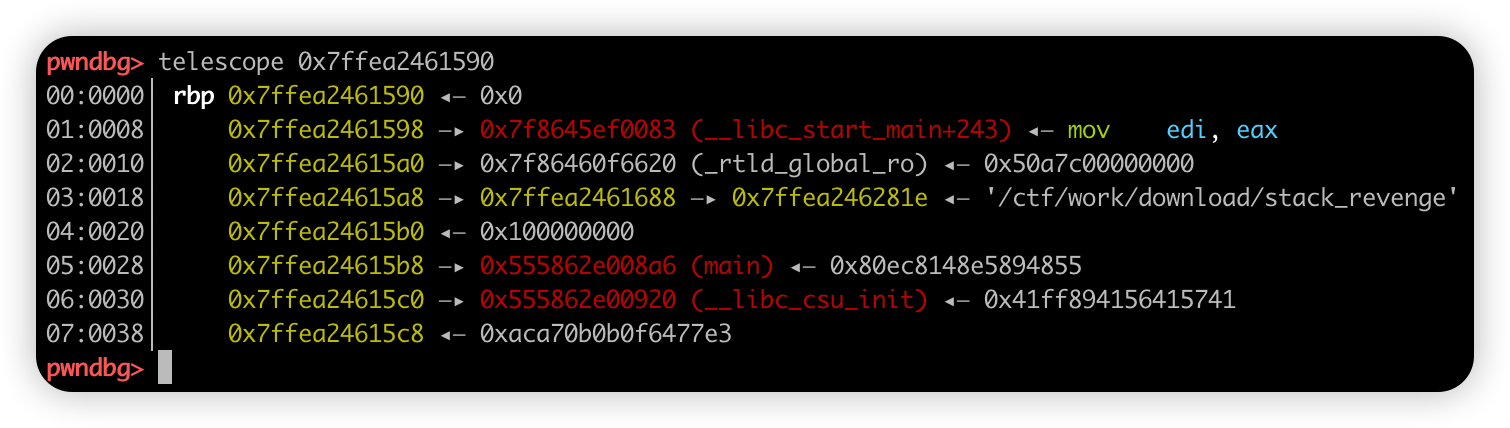 pwndbg> telescope 0x7ffea2461590
00:0000│ rbp 0x7ffea2461590 ◂— 0x0
01:0008│     0x7ffea2461598 —▸ 0x7f8645ef0083 (__libc_start_main+243) ◂— mov    edi, eax
02:0010│     0x7ffea24615a0 —▸ 0x7f86460f6620 (_rtld_global_ro) ◂— 0x50a7c00000000
03:0018│     0x7ffea24615a8 —▸ 0x7ffea2461688 —▸ 0x7ffea246281e ◂— '/ctf/work/download/stack_revenge'
04:0020│     0x7ffea24615b0 ◂— 0x100000000
05:0028│     0x7ffea24615b8 —▸ 0x555862e008a6 (main) ◂— 0x80ec8148e5894855
06:0030│     0x7ffea24615c0 —▸ 0x555862e00920 (__libc_csu_init) ◂— 0x41ff894156415741
07:0038│     0x7ffea24615c8 ◂— 0xaca70b0b0f6477e3
pwndbg>